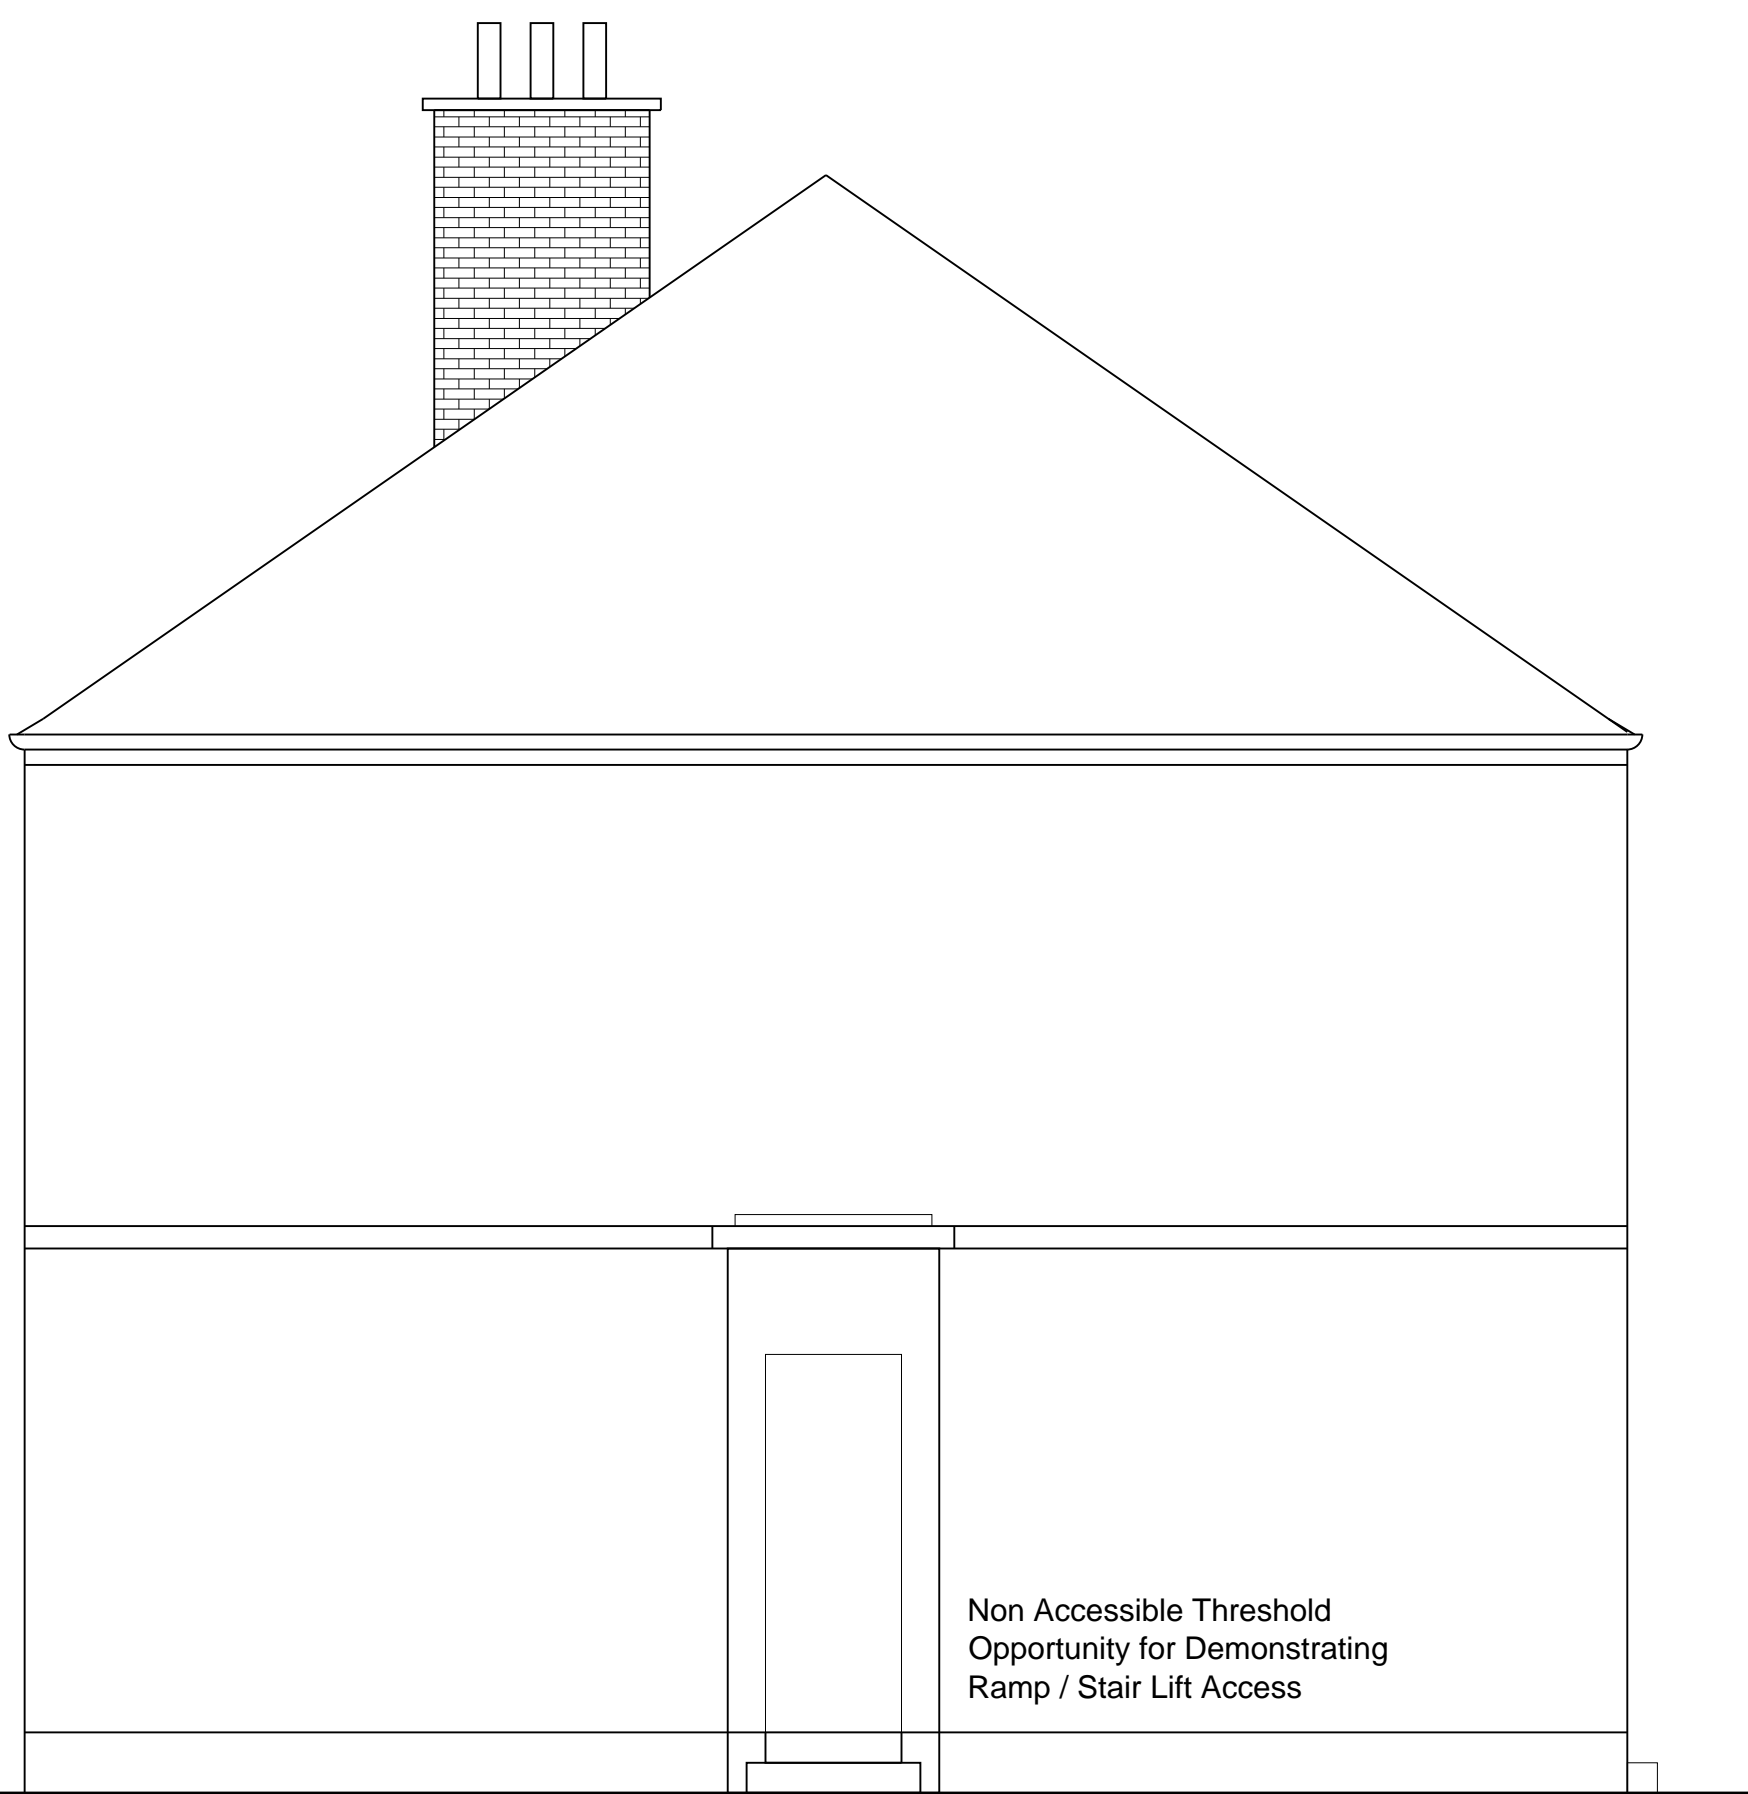 Non Accessible Threshold
Opportunity for Demonstrating
Ramp / Stair Lift Access